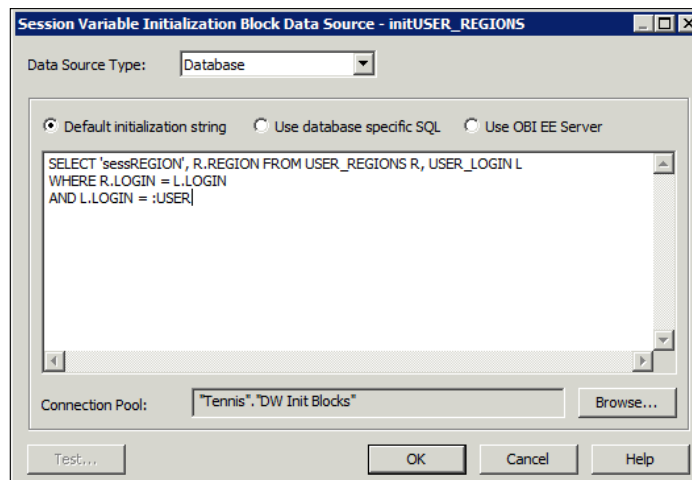 Session Variable Initialization Block Data Source - initUSER_REGIONS
Data Source Type: Database
Default initialization string Use database specific SQL Use OBI EE Server
SELECT 'sessREGION', R.REGION FROM USER_REGIONS R, USER_LOGIN L
WHERE R.LOGIN = L.LOGIN
AND L.LOGIN = :USER
Connection Pool: "Tennis"."DW Init Blocks" Browse...
Test... OK Cancel Help